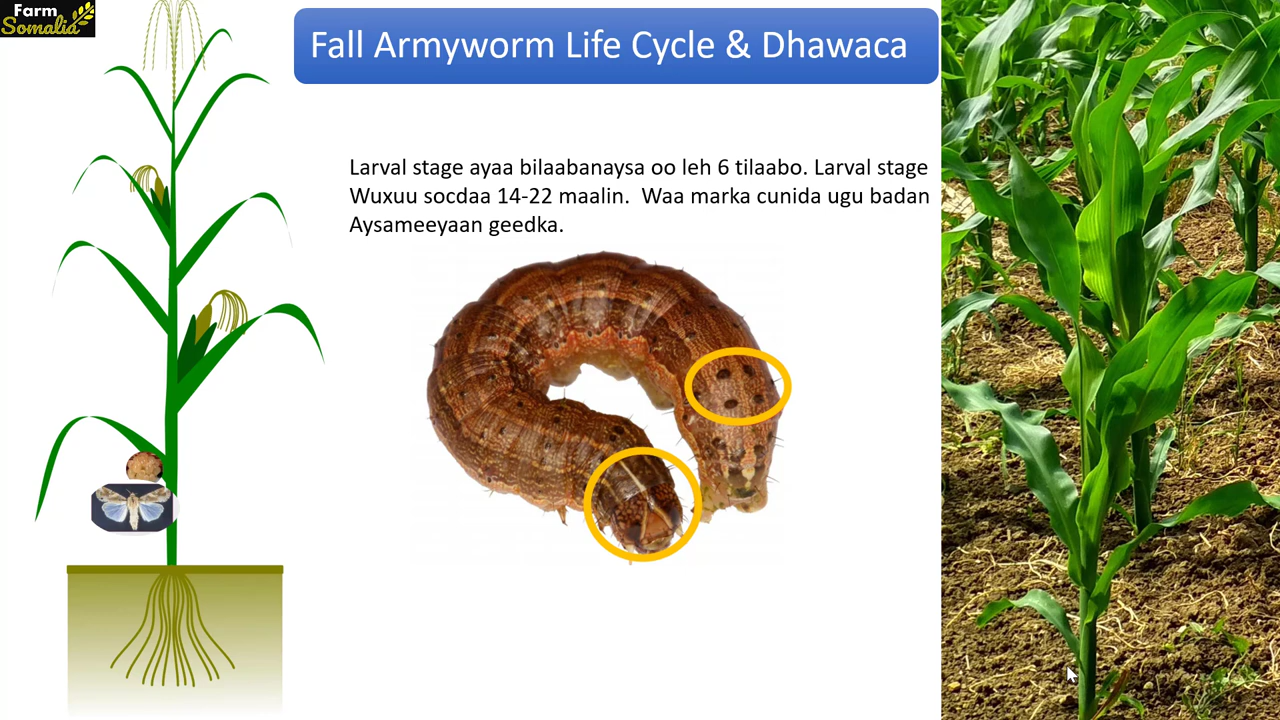 Farm
Somalia
Fall Armyworm Life Cycle & Dhawaca
Larval stage ayaa bilaabanaysa oo leh 6 tilaabo. Larval stage
Wuxuu socdaa 14-22 maalin.  Waa marka cunida ugu badan
Aysameeyaan geedka.